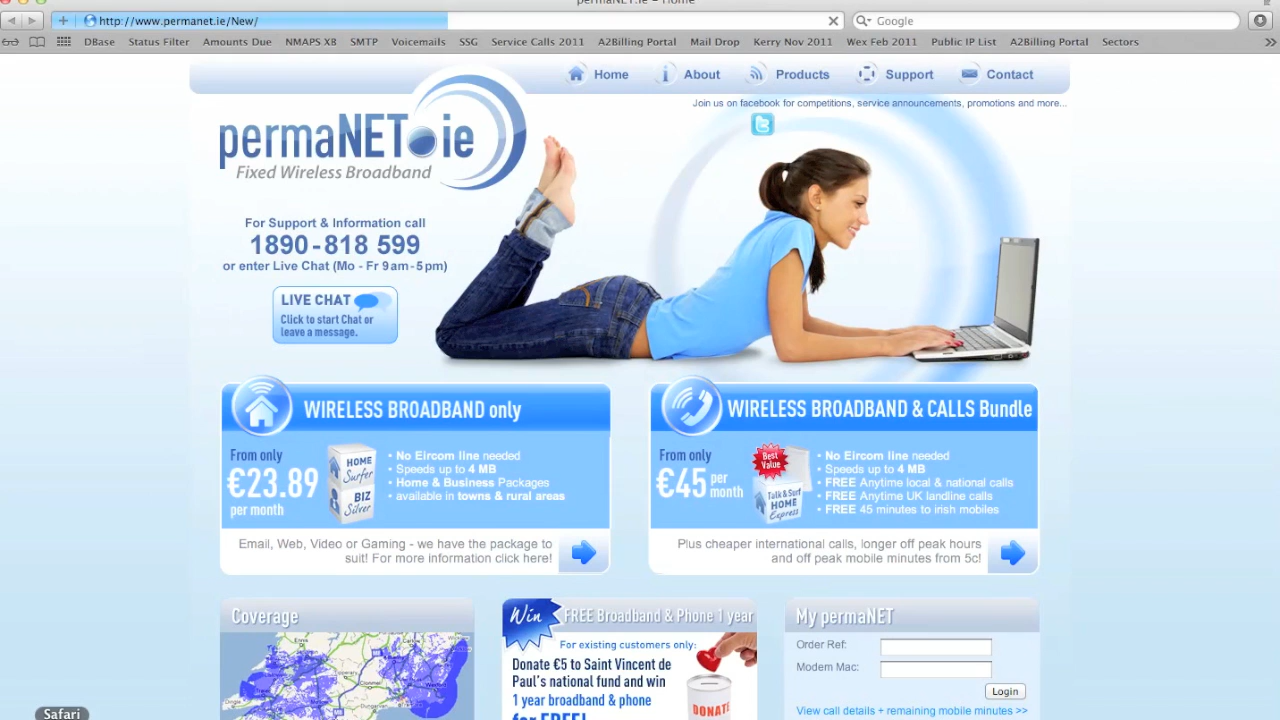 permaNET.ie – Home
http://www.permanet.ie/New/
Google
DBase Status Filter Amounts Due NMAPS XB SMTP Voicemails SSG Service Calls 2011 A2Billing Portal Mail Drop Kerry Nov 2011 Wex Feb 2011 Public IP List A2Billing Portal Sectors
Home About Products Support Contact
Join us on facebook for competitions, service announcements, promotions and more...
permaNET.ie
Fixed Wireless Broadband
For Support & Information call
1890-818 599
or enter Live Chat (Mo - Fr 9am-5pm)
LIVE CHAT
Click to start Chat or
leave a message.
WIRELESS BROADBAND only
From only
€23.89
per month
HOME
Surfer
BIZ
Silver
• No Eircom line needed
• Speeds up to 4 MB
• Home & Business Packages
• available in towns & rural areas
Email, Web, Video or Gaming - we have the package to
suit! For more information click here!
WIRELESS BROADBAND & CALLS Bundle
From only
€45 per
month
Best
Value
Talk & Surf
HOME
Express
• No Eircom line needed
• Speeds up to 4 MB
• FREE Anytime local & national calls
• FREE Anytime UK landline calls
• FREE 45 minutes to irish mobiles
Plus cheaper international calls, longer off peak hours
and off peak mobile minutes from 5c!
Coverage
Win FREE Broadband & Phone 1 year
For existing customers only:
Donate €5 to Saint Vincent de
Paul's national fund and win
1 year broadband & phone
for FREE!
DONATE
My permaNET
Order Ref:
Modem Mac:
Login
View call details + remaining mobile minutes >>
Safari